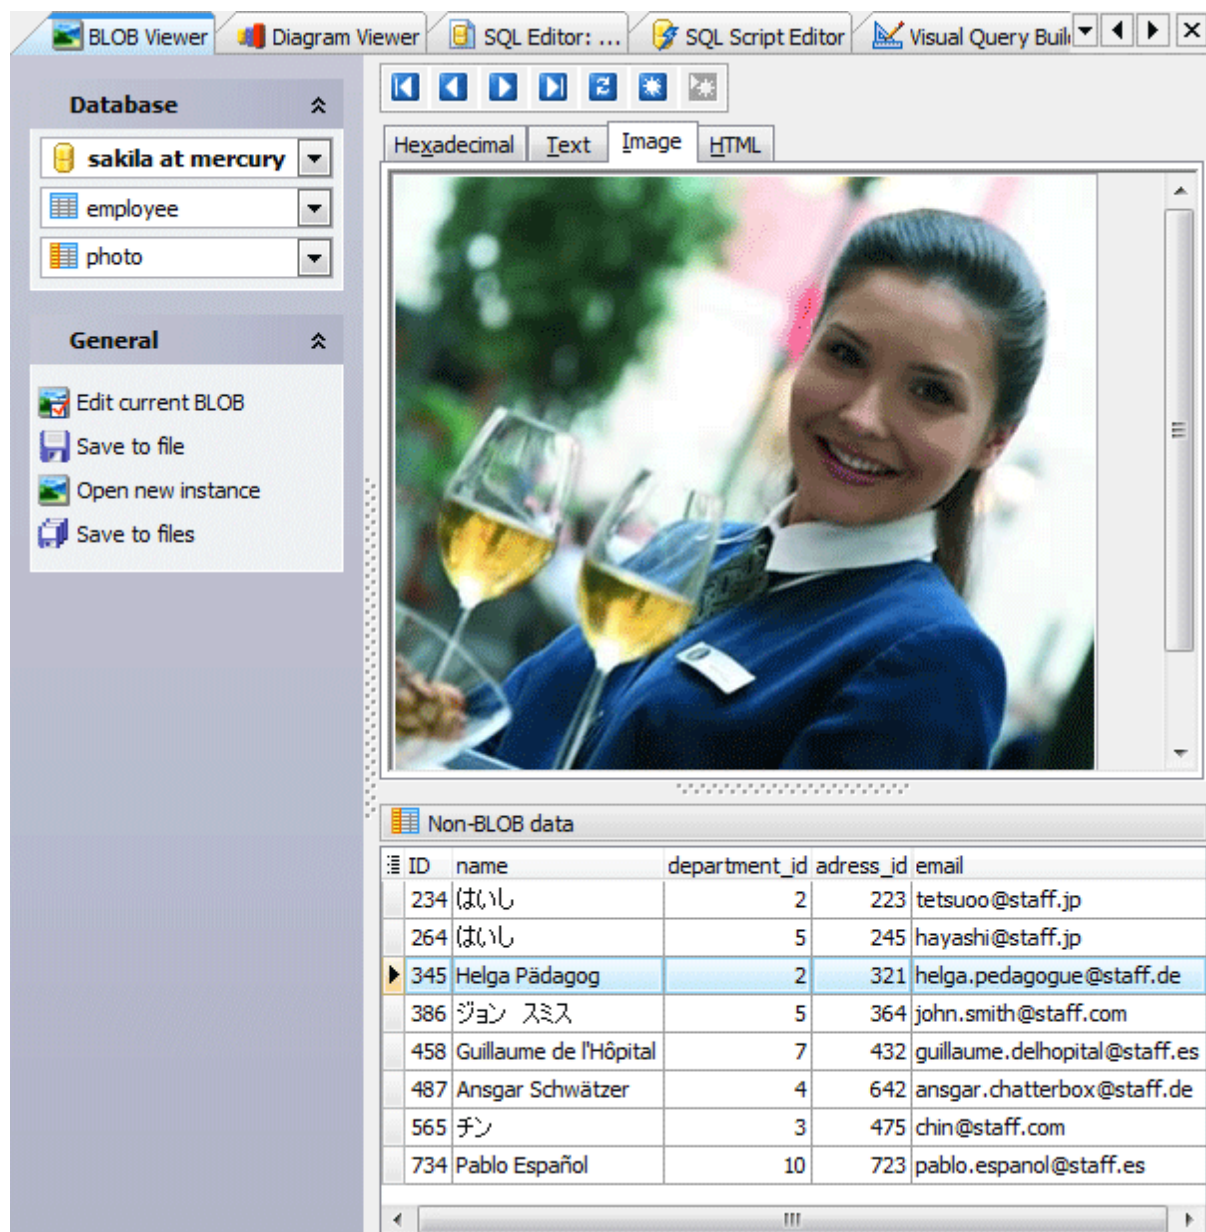 BLOB Viewer Diagram Viewer SQL Editor: ... SQL Script Editor Visual Query Buil
Database
sakila at mercury
employee
photo
General
Edit current BLOB
Save to file
Open new instance
Save to files
Hexadecimal Text Image HTML
Non-BLOB data
ID name department_id adress_id email
234 はいし 2 223 tetsuoo@staff.jp
264 はいし 5 245 hayashi@staff.jp
345 Helga Pädagog 2 321 helga.pedagogue@staff.de
386 ジョン スミス 5 364 john.smith@staff.com
458 Guillaume de l'Hôpital 7 432 guillaume.delhopital@staff.es
487 Ansgar Schwätzer 4 642 ansgar.chatterbox@staff.de
565 チン 3 475 chin@staff.com
734 Pablo Español 10 723 pablo.espanol@staff.es